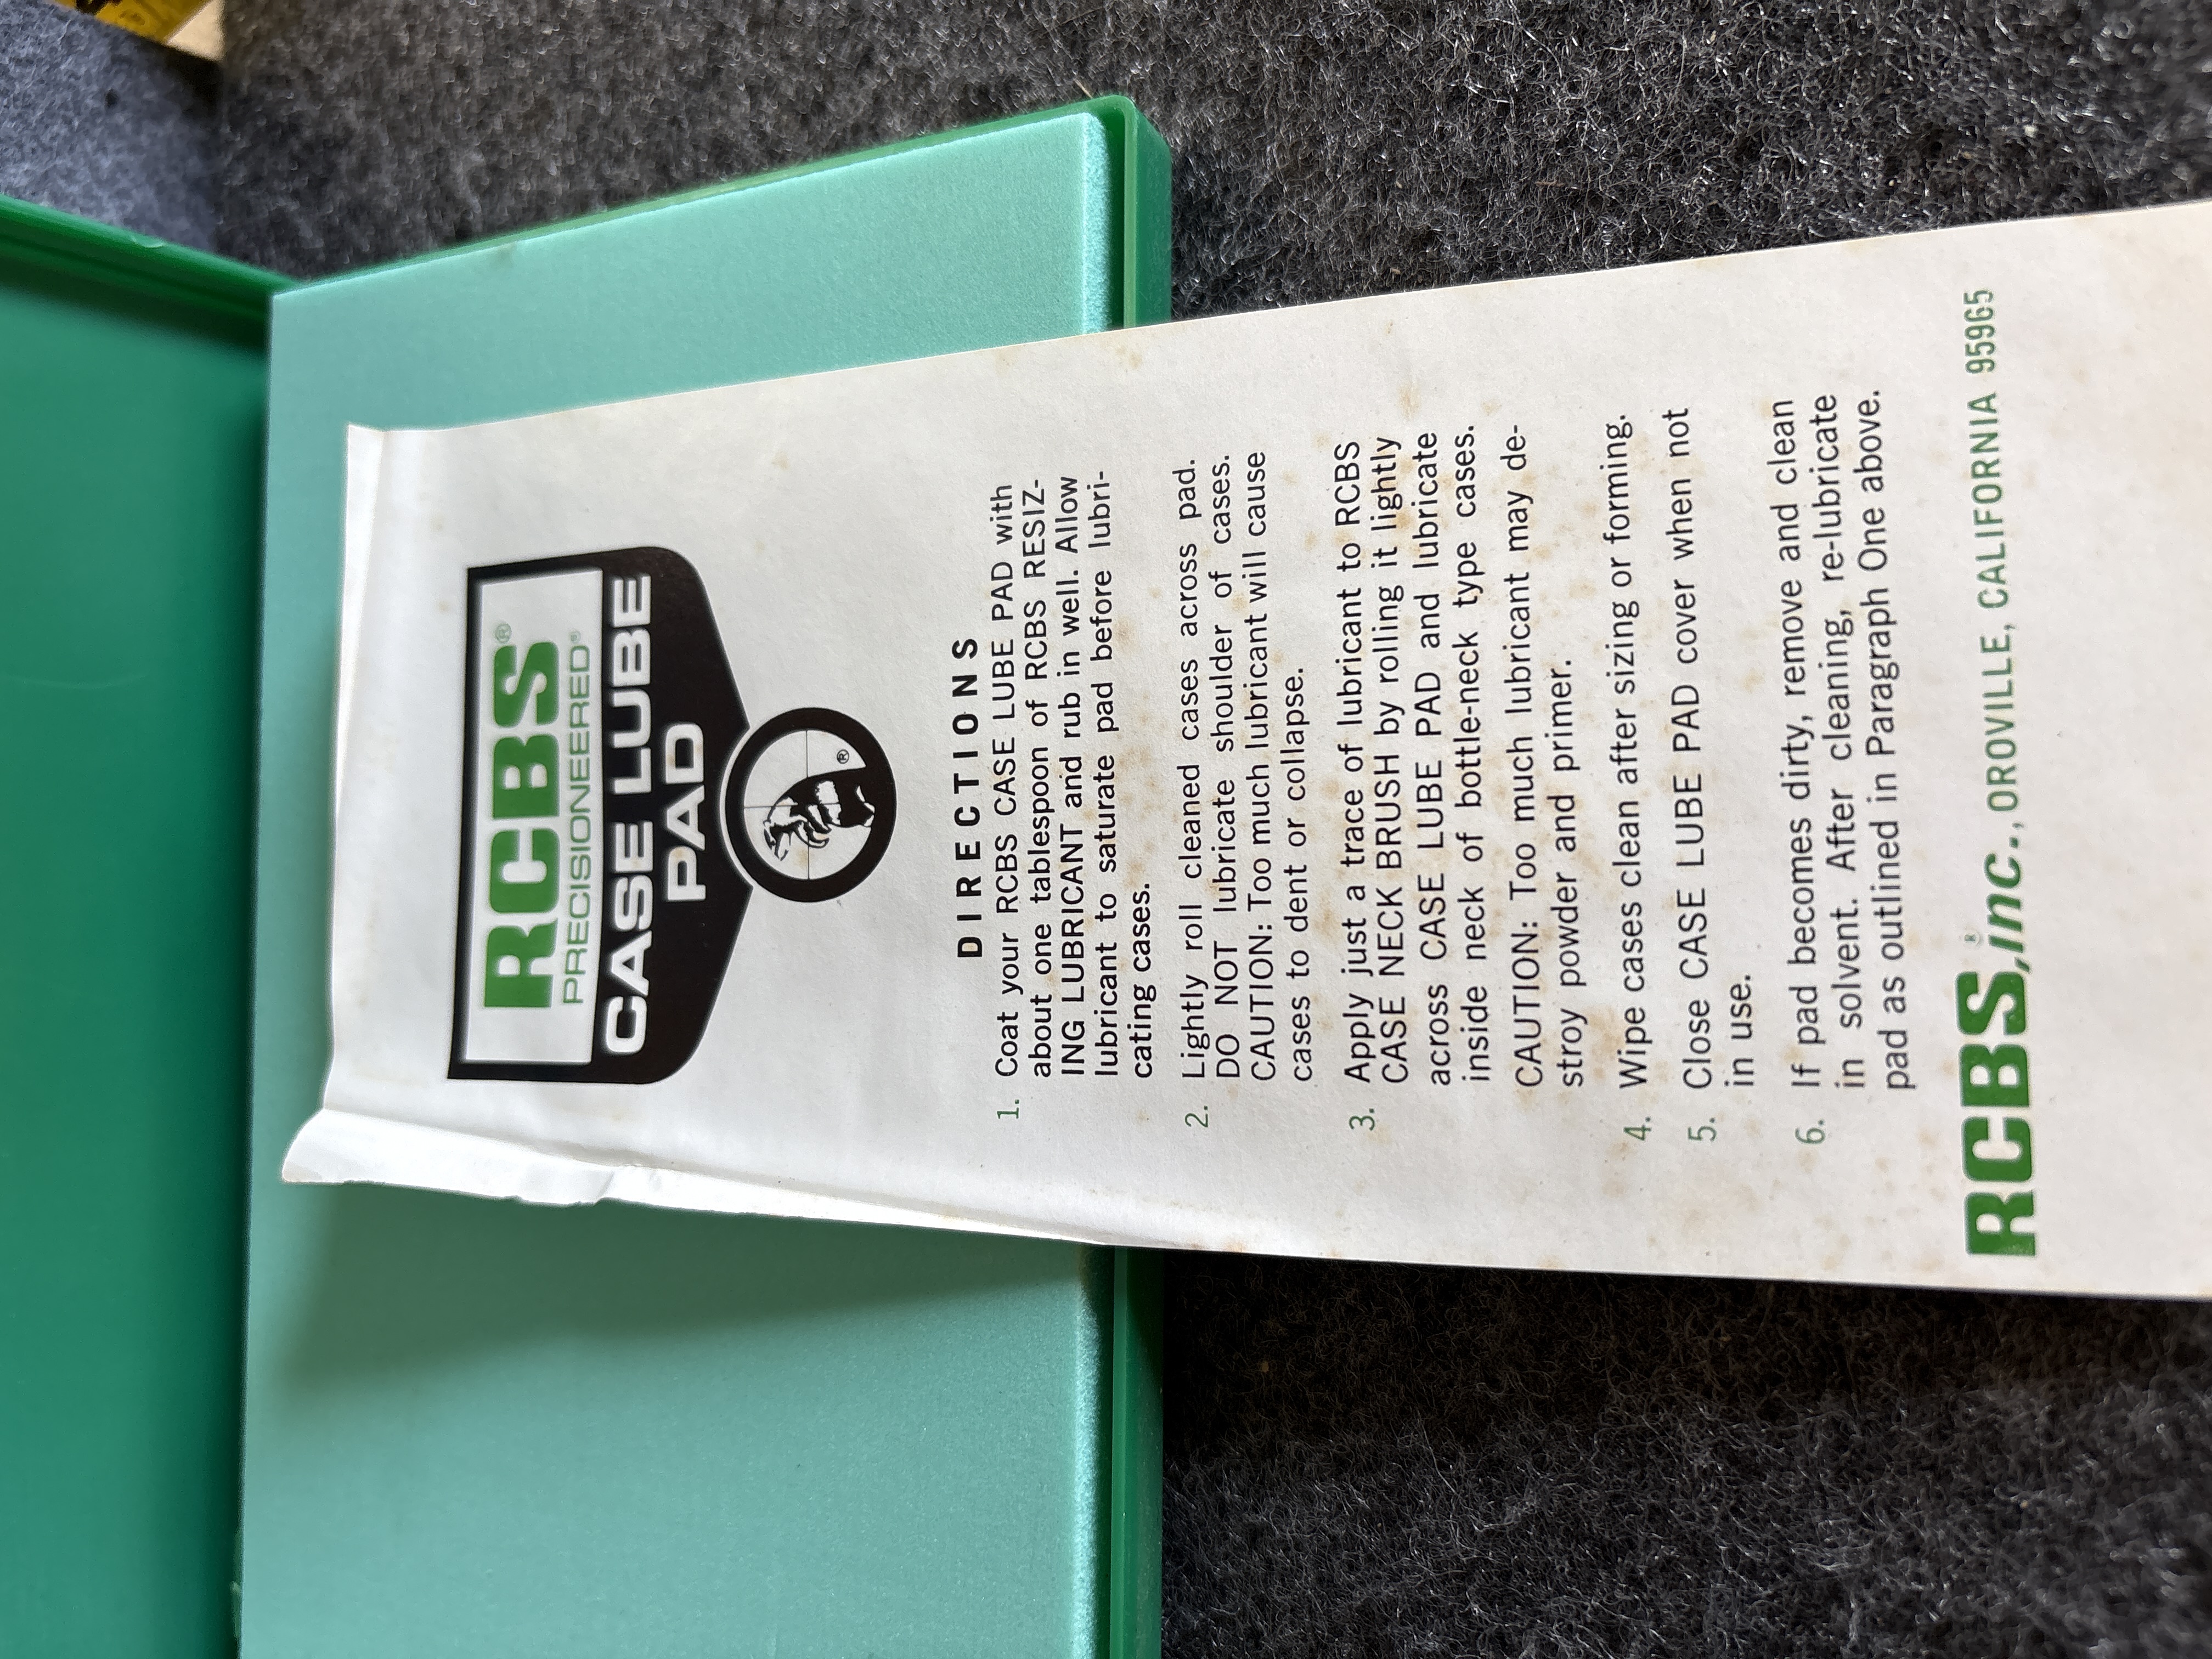 RCBS®
PRECISIONEERED®
CASE LUBE
PAD
®
DIRECTIONS
1. Coat your RCBS CASE LUBE PAD with
about one tablespoon of RCBS RESIZ-
ING LUBRICANT and rub in well. Allow
lubricant to saturate pad before lubri-
cating cases.
2. Lightly roll cleaned cases across pad.
DO NOT lubricate shoulder of cases.
CAUTION: Too much lubricant will cause
cases to dent or collapse.
3. Apply just a trace of lubricant to RCBS
CASE NECK BRUSH by rolling it lightly
across CASE LUBE PAD and lubricate
inside neck of bottle-neck type cases.
CAUTION: Too much lubricant may de-
stroy powder and primer.
4. Wipe cases clean after sizing or forming.
5. Close CASE LUBE PAD cover when not
in use.
6. If pad becomes dirty, remove and clean
in solvent. After cleaning, re-lubricate
pad as outlined in Paragraph One above.
RCBS,® inc., OROVILLE, CALIFORNIA 95965